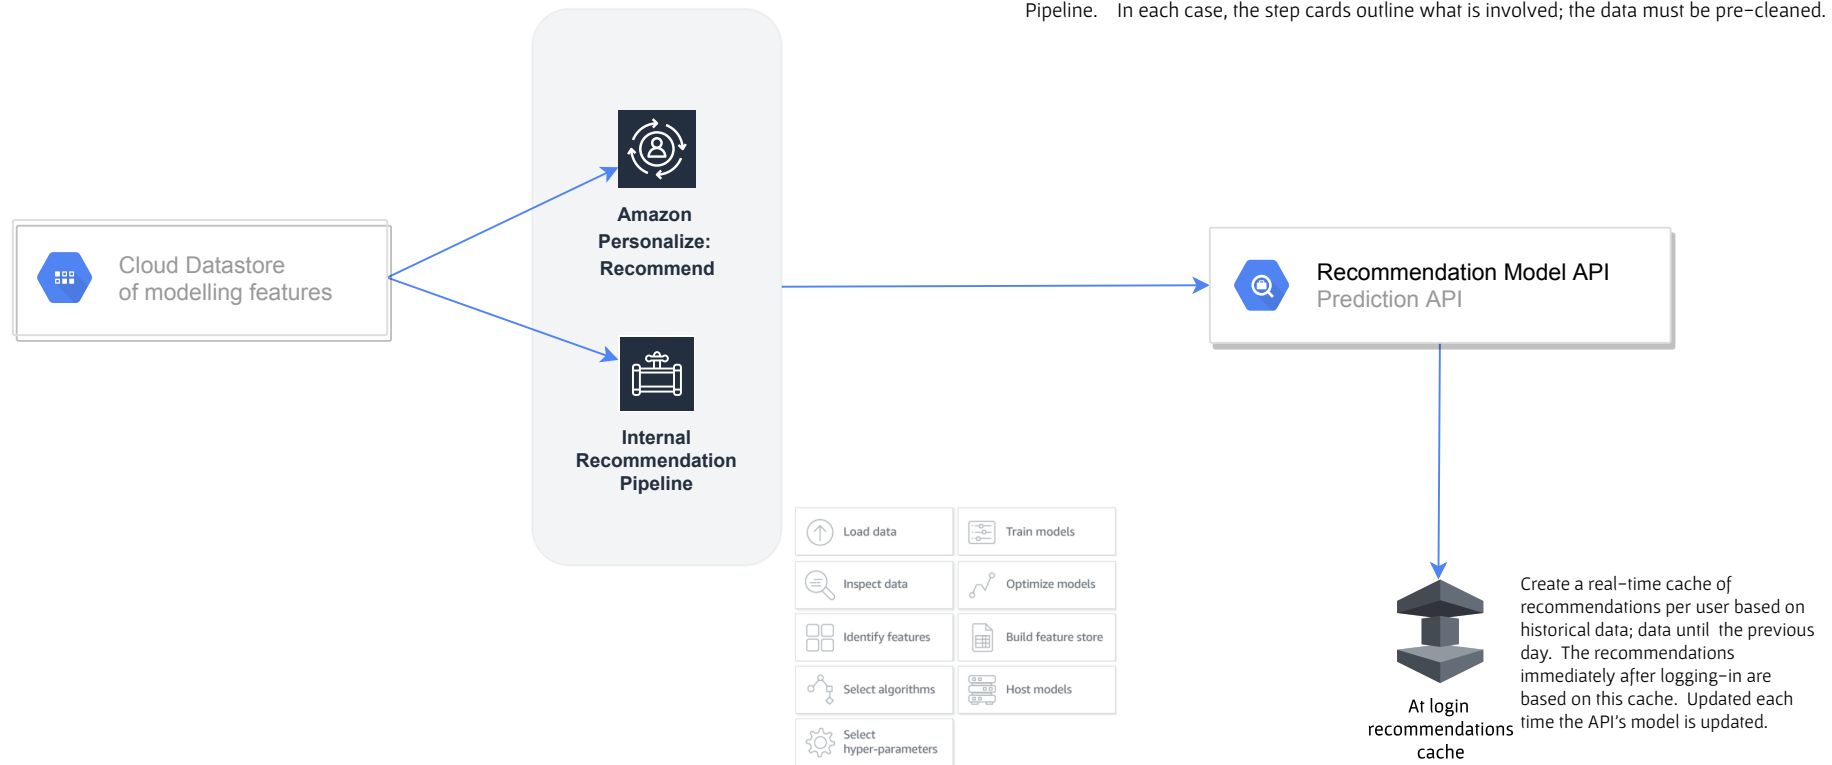 Pipeline. In each case, the step cards outline what is involved; the data must be pre-cleaned.
Amazon
Personalize:
Recommend
Cloud Datastore
of modelling features
Internal
Recommendation
Pipeline
Recommendation Model API
Prediction API
Load data
Train models
Inspect data
Optimize models
Identify features
Build feature store
Select algorithms
Host models
Select
hyper-parameters
At login
recommendations
cache
Create a real-time cache of
recommendations per user based on
historical data; data until the previous
day. The recommendations
immediately after logging-in are
based on this cache. Updated each
time the API's model is updated.